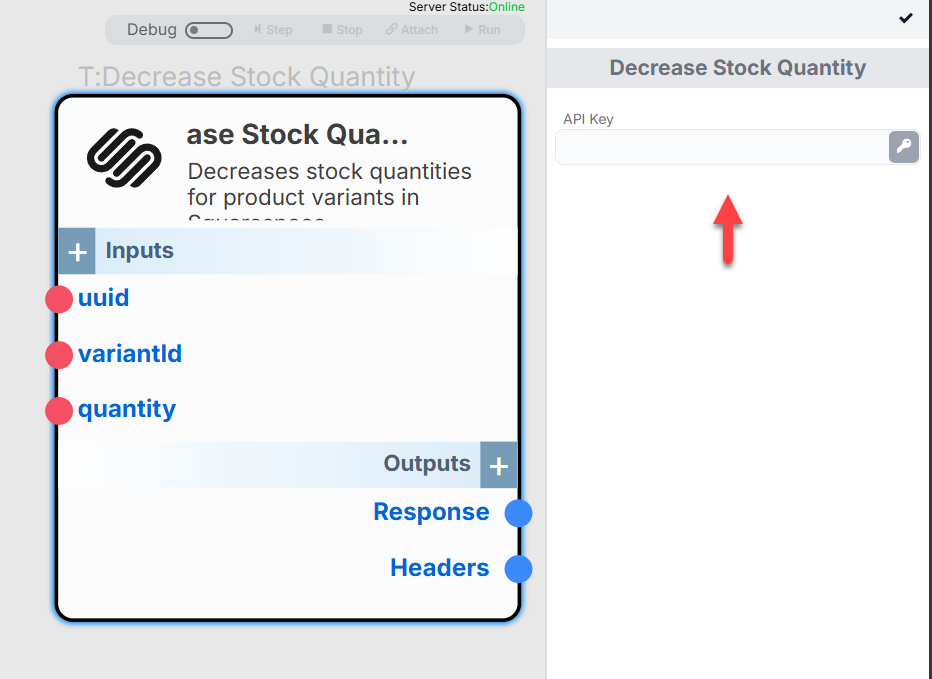 Server Status:Online
Debug
Step
Stop
Attach
Run
T:Decrease Stock Quantity
ase Stock Qua...
Decreases stock quantities
for product variants in
Squarespace
Inputs
uuid
variantId
quantity
Outputs
Response
Headers
Decrease Stock Quantity
API Key